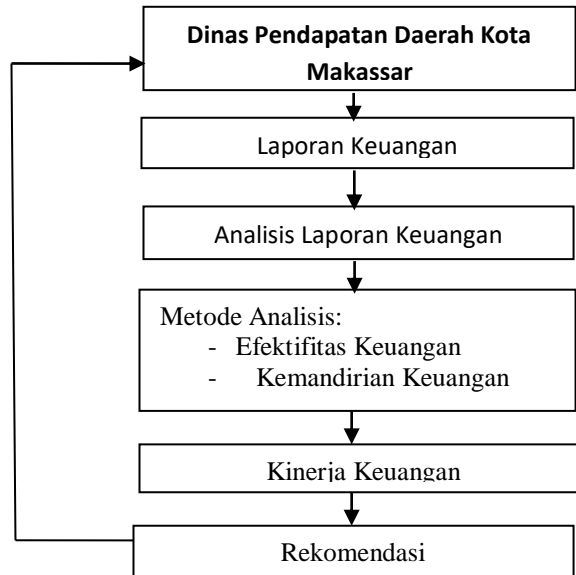 Dinas Pendapatan Daerah Kota
Makassar
Laporan Keuangan
Analisis Laporan Keuangan
Metode Analisis:
- Efektifitas Keuangan
- Kemandirian Keuangan
Kinerja Keuangan
Rekomendasi